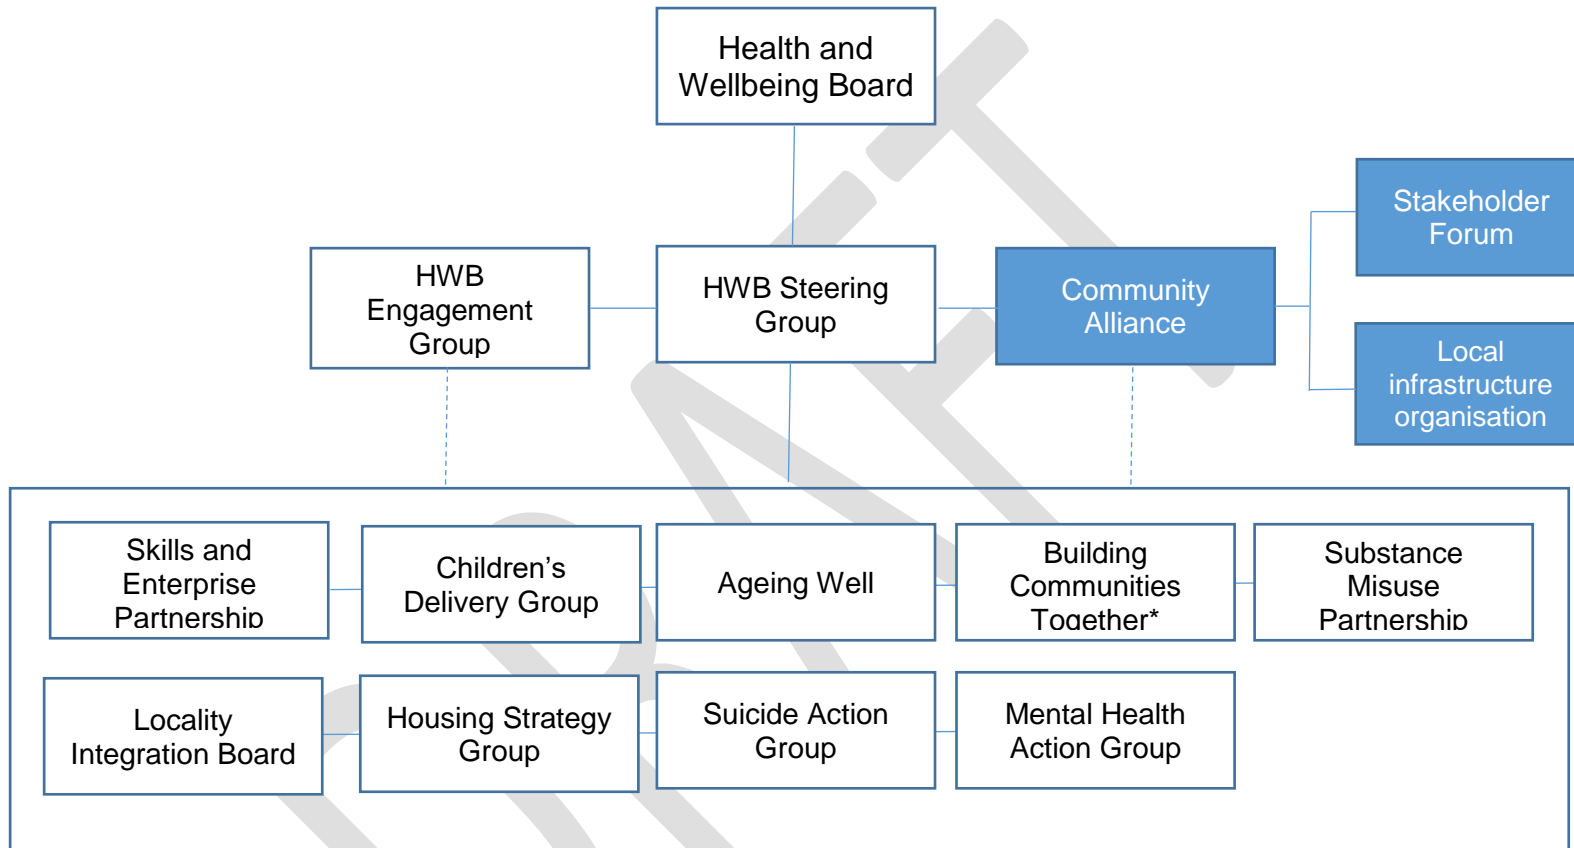 Health and
Wellbeing Board
Stakeholder
Forum
HWB
Engagement
Group
HWB Steering
Group
Community
Alliance
Local
infrastructure
organisation
Skills and
Enterprise
Partnership
Children’s
Delivery Group
Ageing Well
Building
Communities
Together*
Substance
Misuse
Partnership
Locality
Integration Board
Housing Strategy
Group
Suicide Action
Group
Mental Health
Action Group
DRAFT